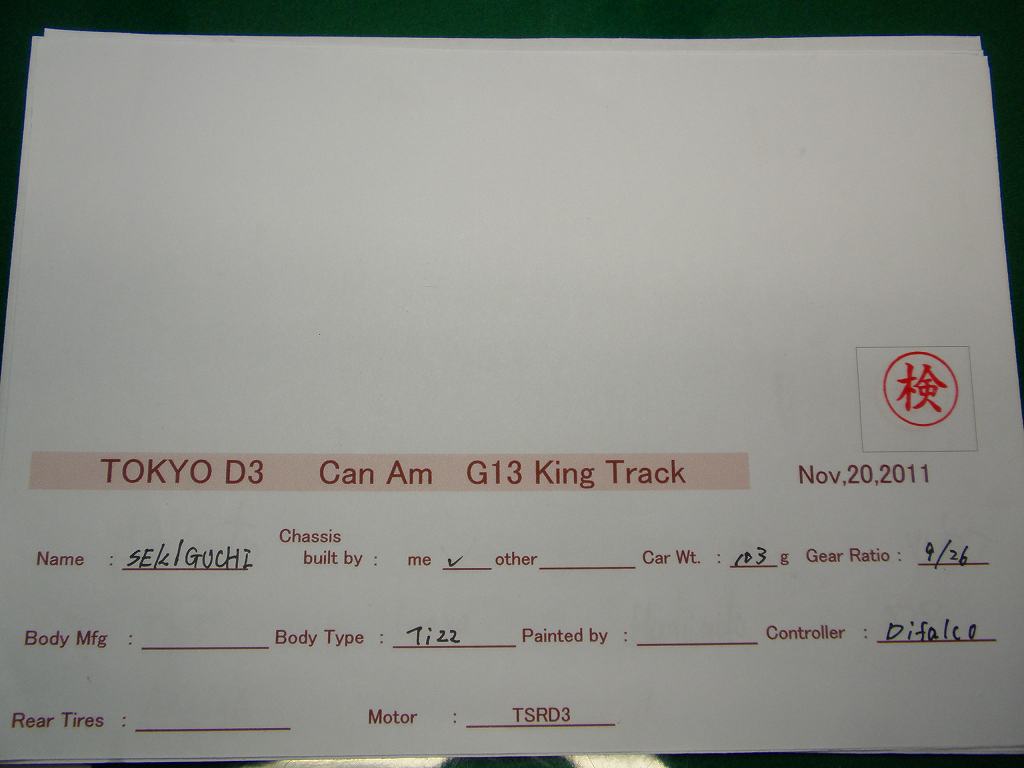 検
TOKYO D3 Can Am G13 King Track Nov,20,2011
Name : SEKIGUCHI Chassis built by : me ✓ other Car Wt. : 103 g Gear Ratio : 9/26
Body Mfg : Body Type : Tizz Painted by : Controller : Difalco
Rear Tires : Motor : TSRD3